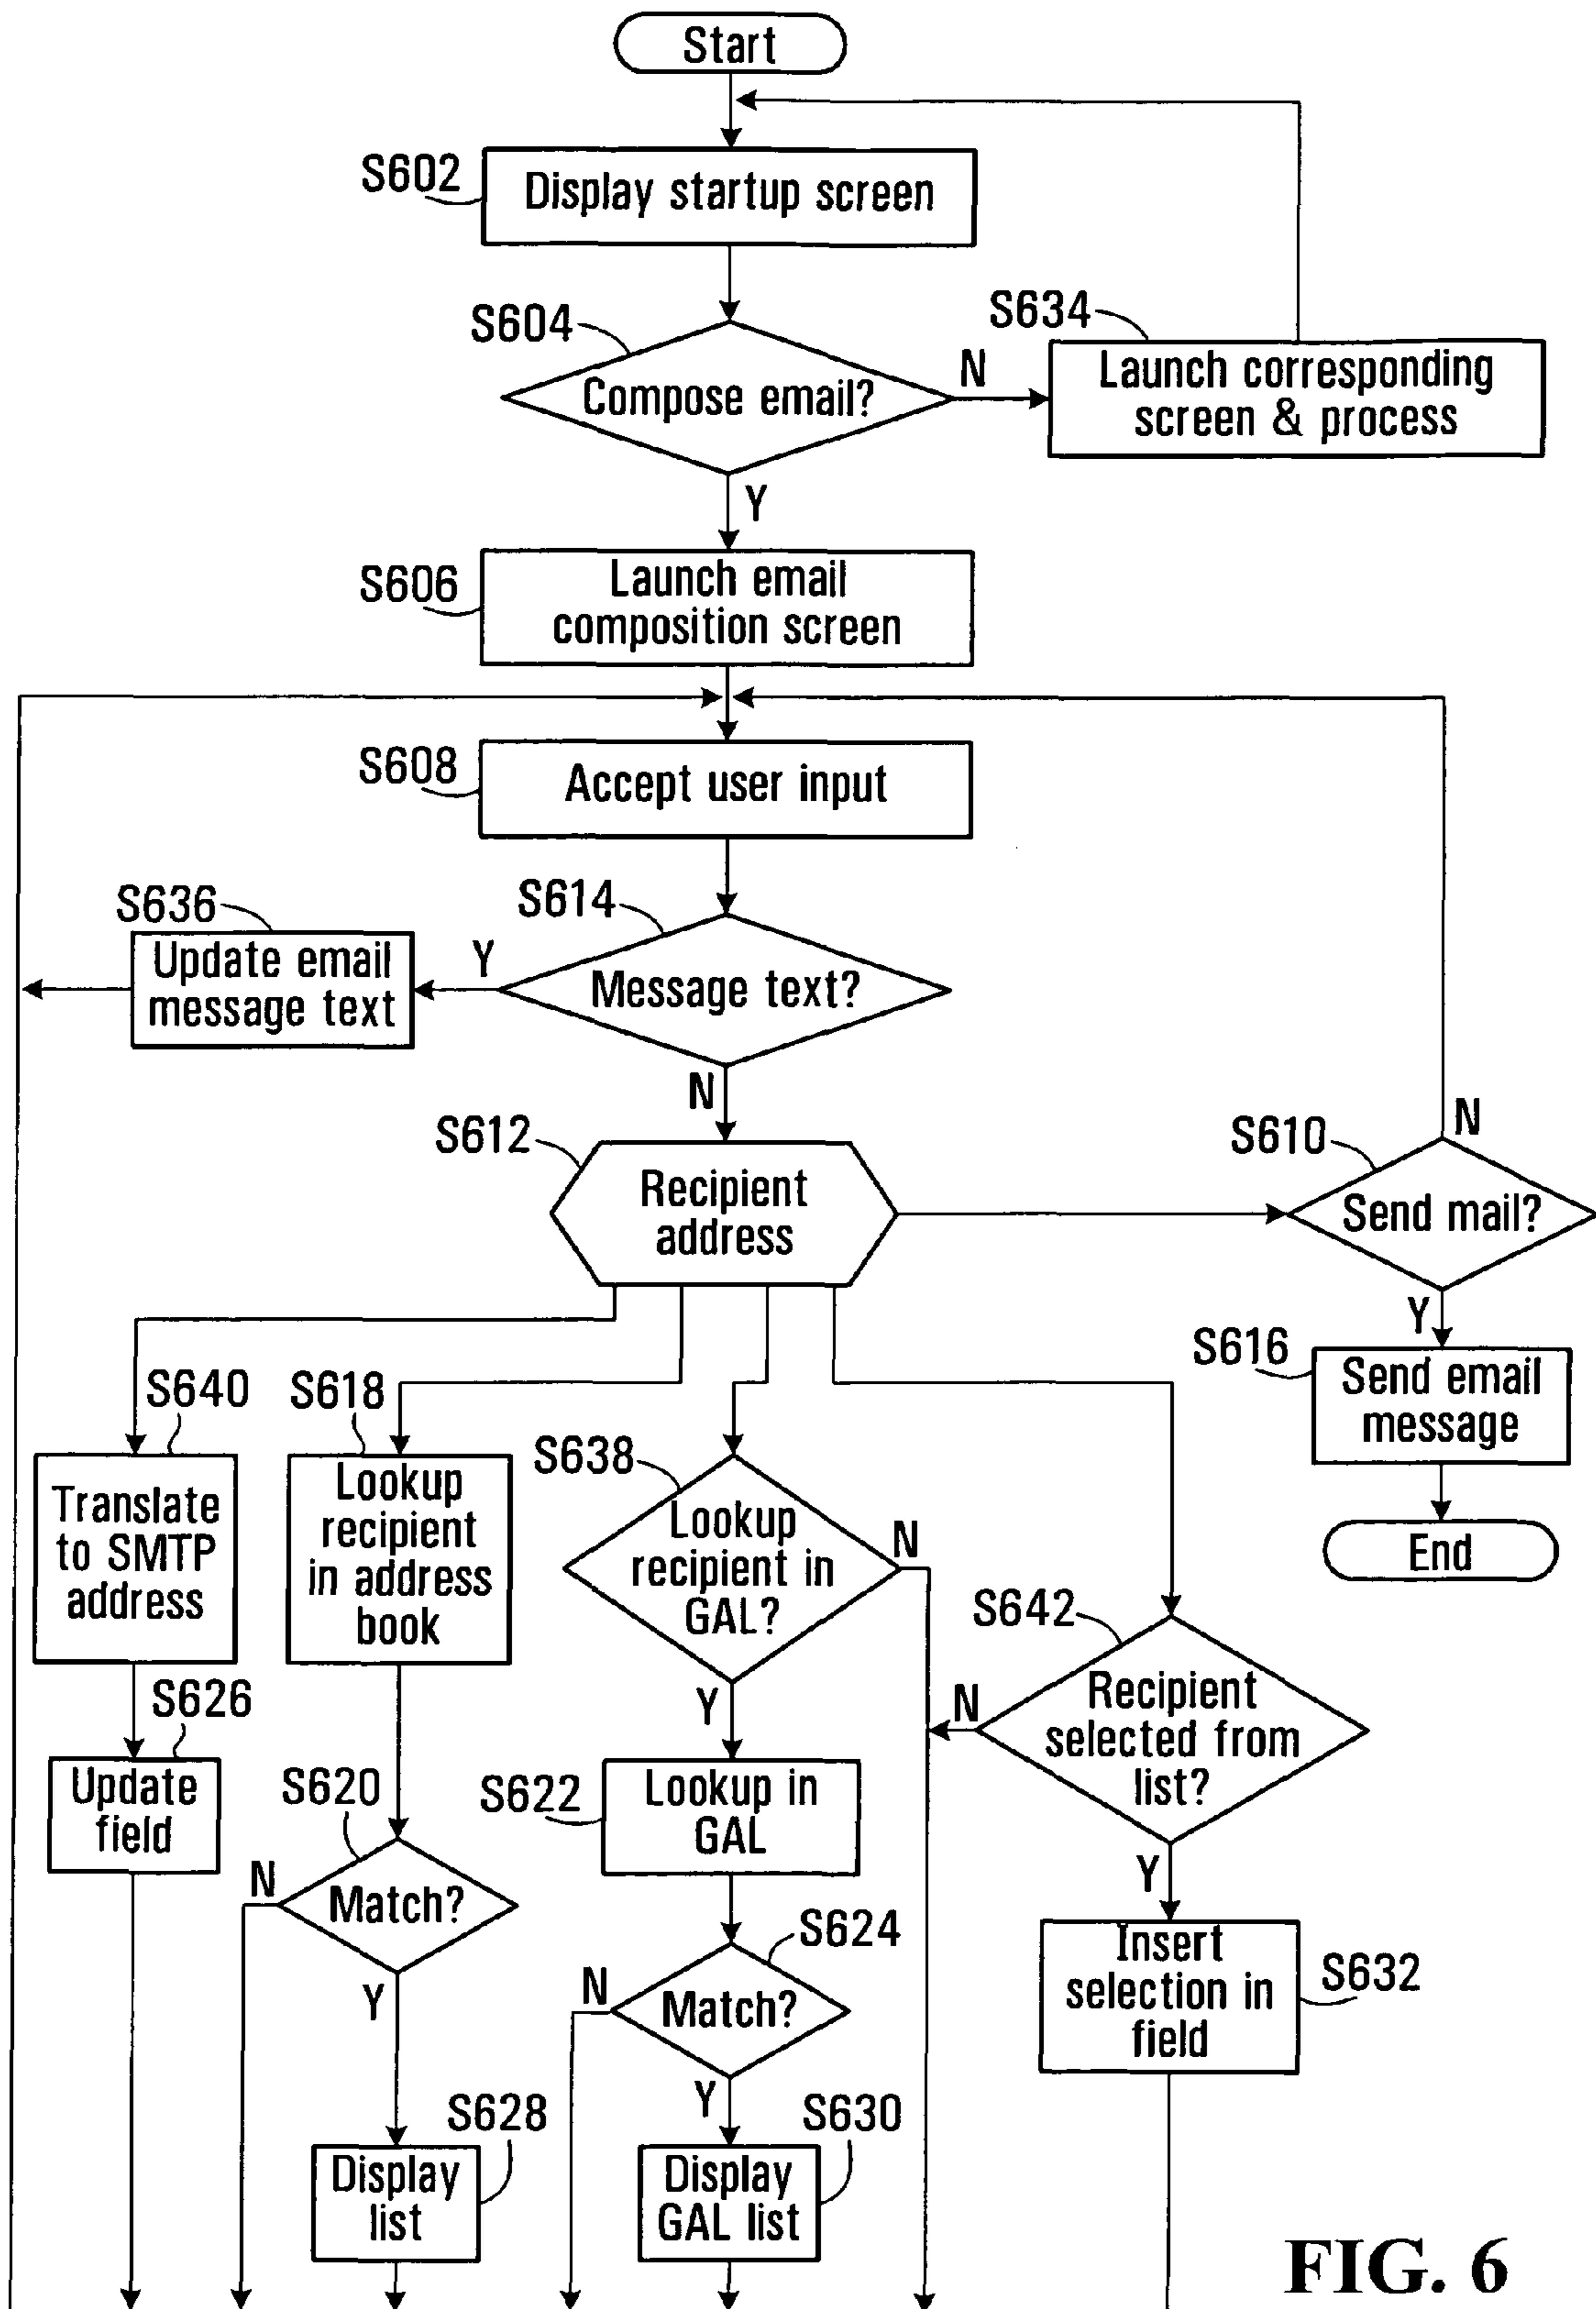 Start
S602
Display startup screen
S604
Compose email?
N
S634
Launch corresponding
screen & process
Y
S606
Launch email
composition screen
S608
Accept user input
S636
Update email
message text
Y
S614
Message text?
N
S612
Recipient
address
S610
Send mail?
N
Y
S616
Send email
message
End
S640
Translate
to SMTP
address
S626
Update
field
S618
Lookup
recipient
in address
book
S620
Match?
N
Y
S628
Display
list
S638
Lookup
recipient in
GAL?
N
Y
S622
Lookup in
GAL
S624
Match?
N
Y
S630
Display
GAL list
S642
Recipient
selected from
list?
N
Y
Insert
selection in
field
S632
FIG. 6